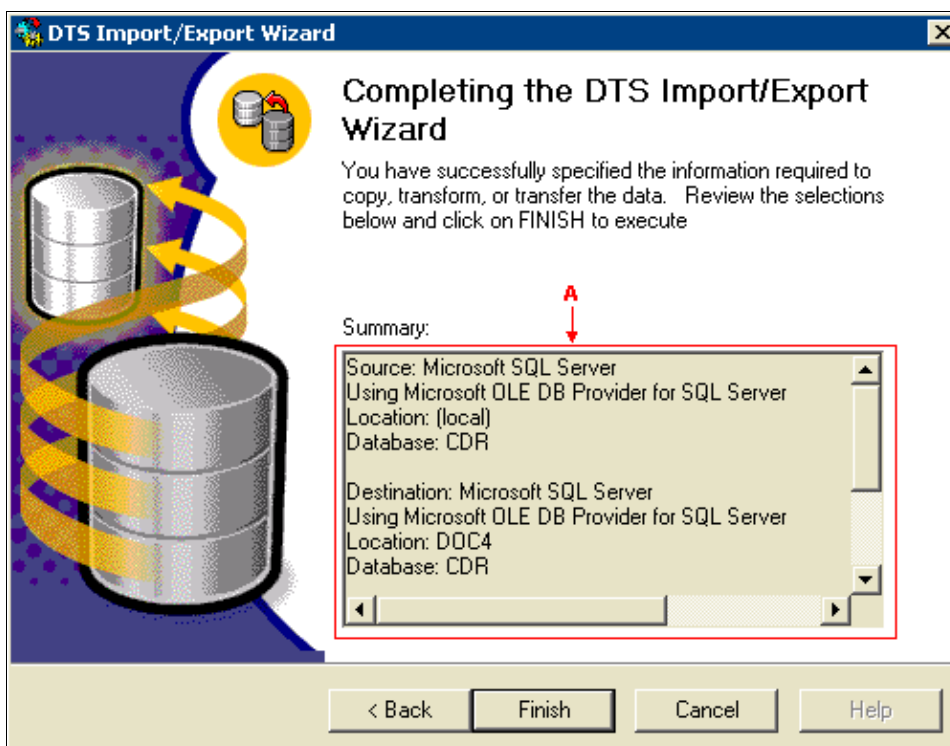 DTS Import/Export Wizard
Completing the DTS Import/Export
Wizard
You have successfully specified the information required to
copy, transform, or transfer the data. Review the selections
below and click on FINISH to execute
A
Summary:
Source: Microsoft SQL Server
Using Microsoft OLE DB Provider for SQL Server
Location: (local)
Database: CDR
Destination: Microsoft SQL Server
Using Microsoft OLE DB Provider for SQL Server
Location: DOC4
Database: CDR
< Back
Finish
Cancel
Help